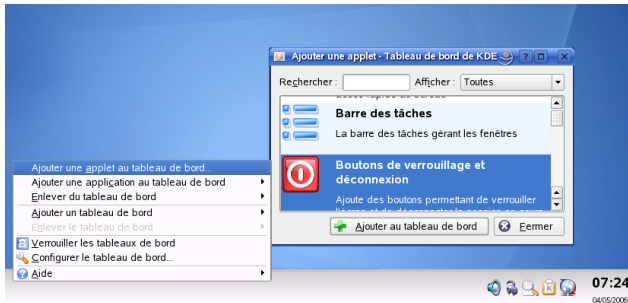 Ajouter une applet - Tableau de bord de KDE
Rechercher : Afficher : Toutes
Barre des tâches
La barre des tâches gérant les fenêtres
Boutons de verrouillage et
déconnexion
Ajoute des boutons permettant de verrouiller
Ajouter au tableau de bord Fermer
Ajouter une applet au tableau de bord...
Ajouter une application au tableau de bord
Enlever du tableau de bord
Ajouter un tableau de bord
Enlever le tableau de bord
Verrouiller les tableaux de bord
Configurer le tableau de bord...
Aide
07:24
04/05/2006